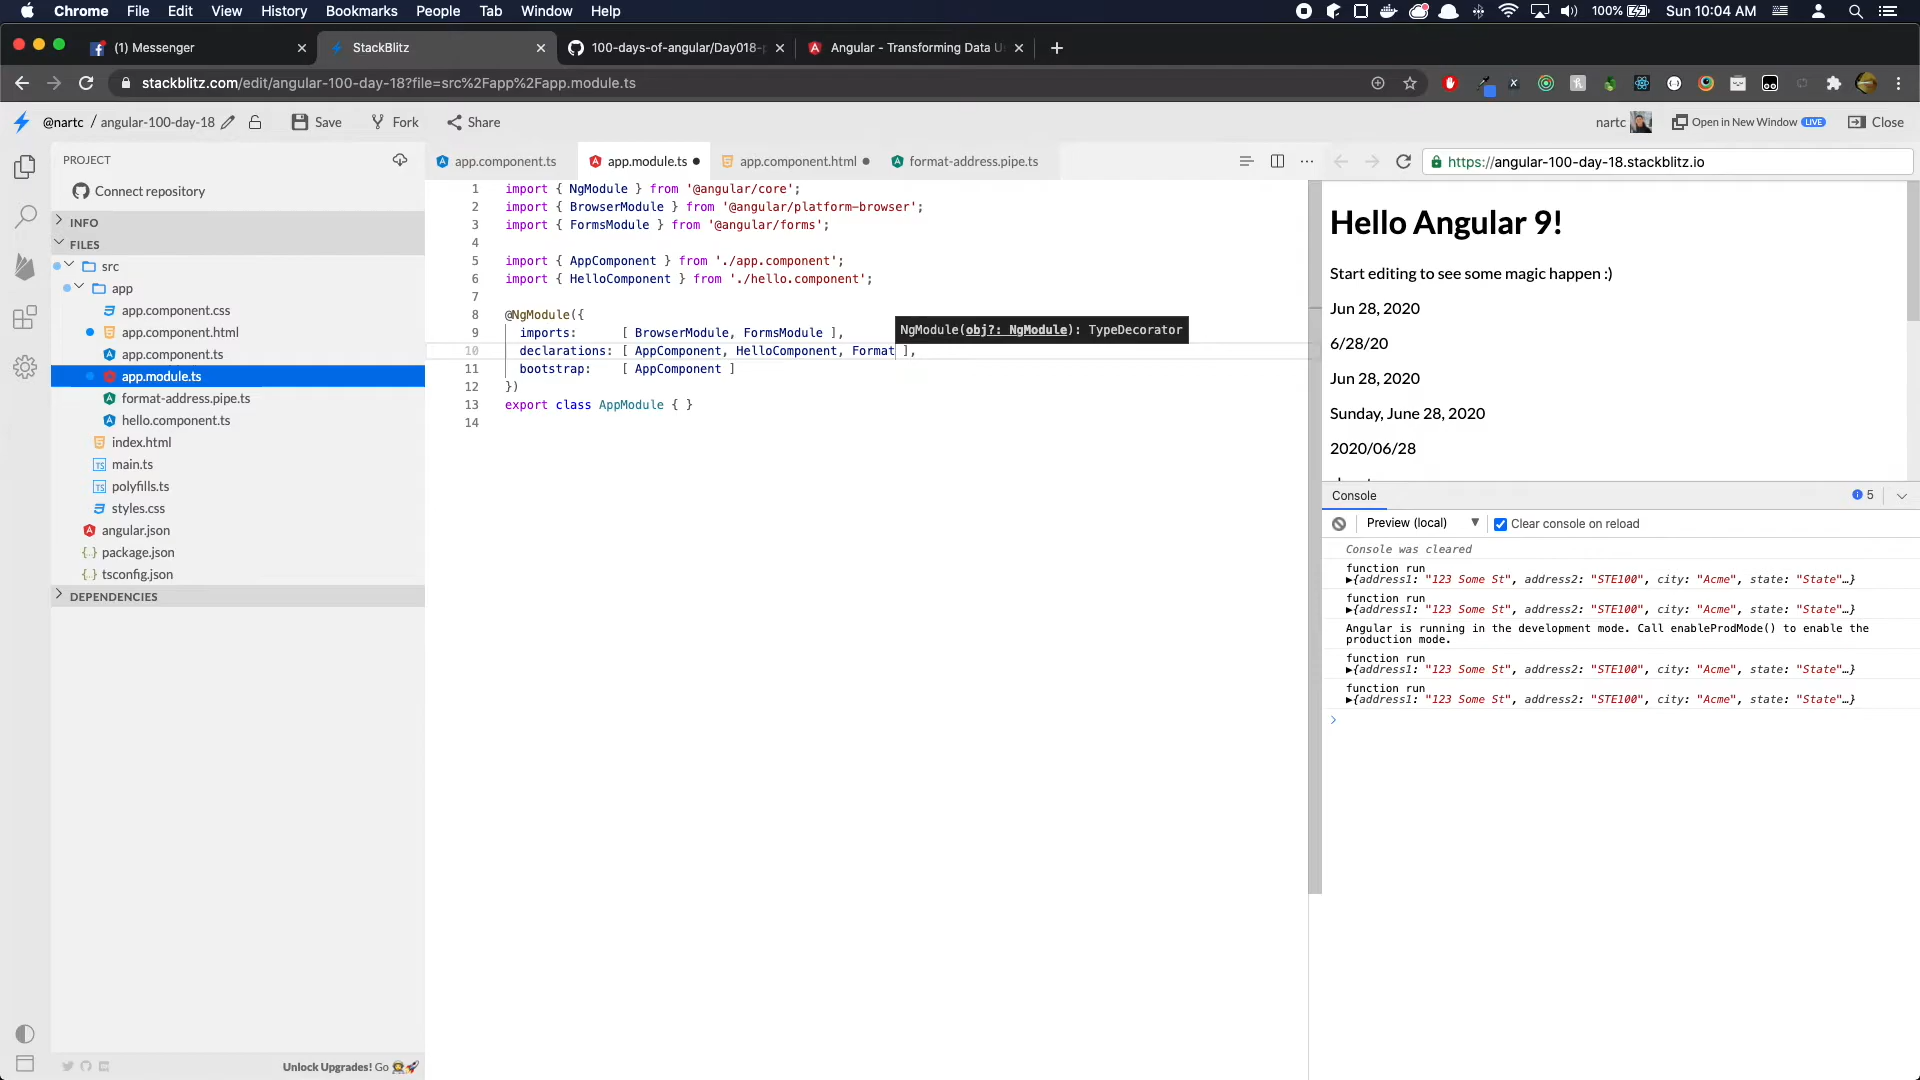 Chrome File Edit View History Bookmarks People Tab Window Help 100% Sun 10:04 AM
(1) Messenger StackBlitz 100-days-of-angular/Day018- Angular - Transforming Data U
stackblitz.com/edit/angular-100-day-18?file=src%2Fapp%2Fapp.module.ts
@nartc / angular-100-day-18 Save Fork Share nartc Open in New Window LIVE Close
PROJECT
Connect repository
INFO
FILES
src
app
app.component.css
app.component.html
app.component.ts
app.module.ts
format-address.pipe.ts
hello.component.ts
index.html
main.ts
polyfills.ts
styles.css
angular.json
package.json
tsconfig.json
DEPENDENCIES
Unlock Upgrades! Go
app.component.ts app.module.ts app.component.html format-address.pipe.ts
1 import { NgModule } from '@angular/core';
2 import { BrowserModule } from '@angular/platform-browser';
3 import { FormsModule } from '@angular/forms';
4
5 import { AppComponent } from './app.component';
6 import { HelloComponent } from './hello.component';
7
8 @NgModule({
9 imports: [ BrowserModule, FormsModule ],
NgModule(obj?: NgModule): TypeDecorator
10 declarations: [ AppComponent, HelloComponent, Format ],
11 bootstrap: [ AppComponent ]
12 })
13 export class AppModule { }
14
https://angular-100-day-18.stackblitz.io
Hello Angular 9!
Start editing to see some magic happen :)
Jun 28, 2020
6/28/20
Jun 28, 2020
Sunday, June 28, 2020
2020/06/28
Console 5
Preview (local) Clear console on reload
Console was cleared
function run
{address1: "123 Some St", address2: "STE100", city: "Acme", state: "State"…}
function run
{address1: "123 Some St", address2: "STE100", city: "Acme", state: "State"…}
Angular is running in the development mode. Call enableProdMode() to enable the
production mode.
function run
{address1: "123 Some St", address2: "STE100", city: "Acme", state: "State"…}
function run
{address1: "123 Some St", address2: "STE100", city: "Acme", state: "State"…}